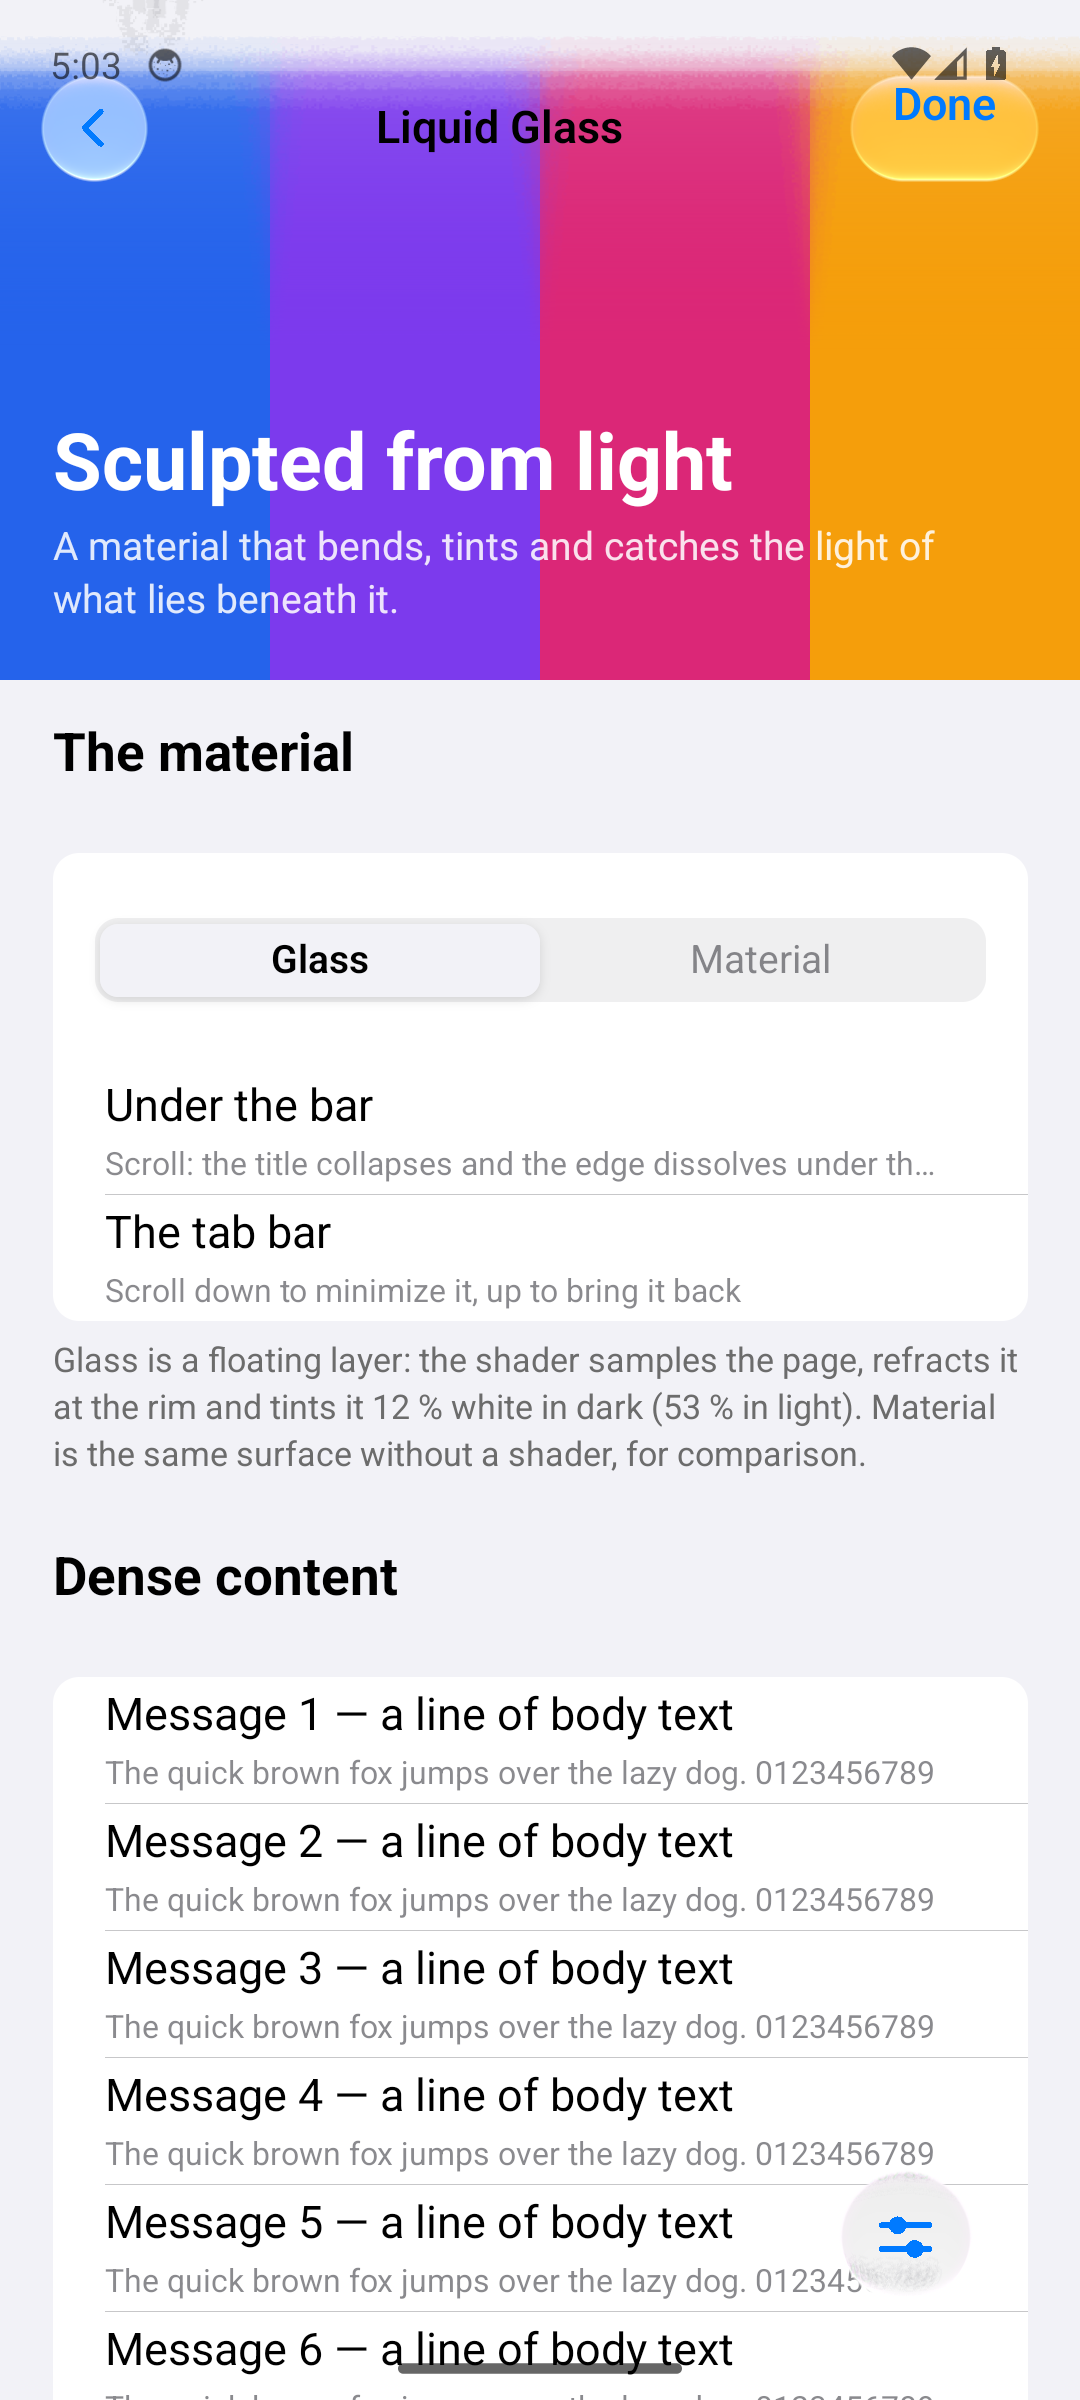 5:03
Liquid Glass
Done
Sculpted from light
A material that bends, tints and catches the light of
what lies beneath it.
The material
Glass
Material
Under the bar
Scroll: the title collapses and the edge dissolves under th…
The tab bar
Scroll down to minimize it, up to bring it back
Glass is a floating layer: the shader samples the page, refracts it
at the rim and tints it 12 % white in dark (53 % in light). Material
is the same surface without a shader, for comparison.
Dense content
Message 1 — a line of body text
The quick brown fox jumps over the lazy dog. 0123456789
Message 2 — a line of body text
The quick brown fox jumps over the lazy dog. 0123456789
Message 3 — a line of body text
The quick brown fox jumps over the lazy dog. 0123456789
Message 4 — a line of body text
The quick brown fox jumps over the lazy dog. 0123456789
Message 5 — a line of body text
The quick brown fox jumps over the lazy dog. 012345
Message 6 — a line of body text